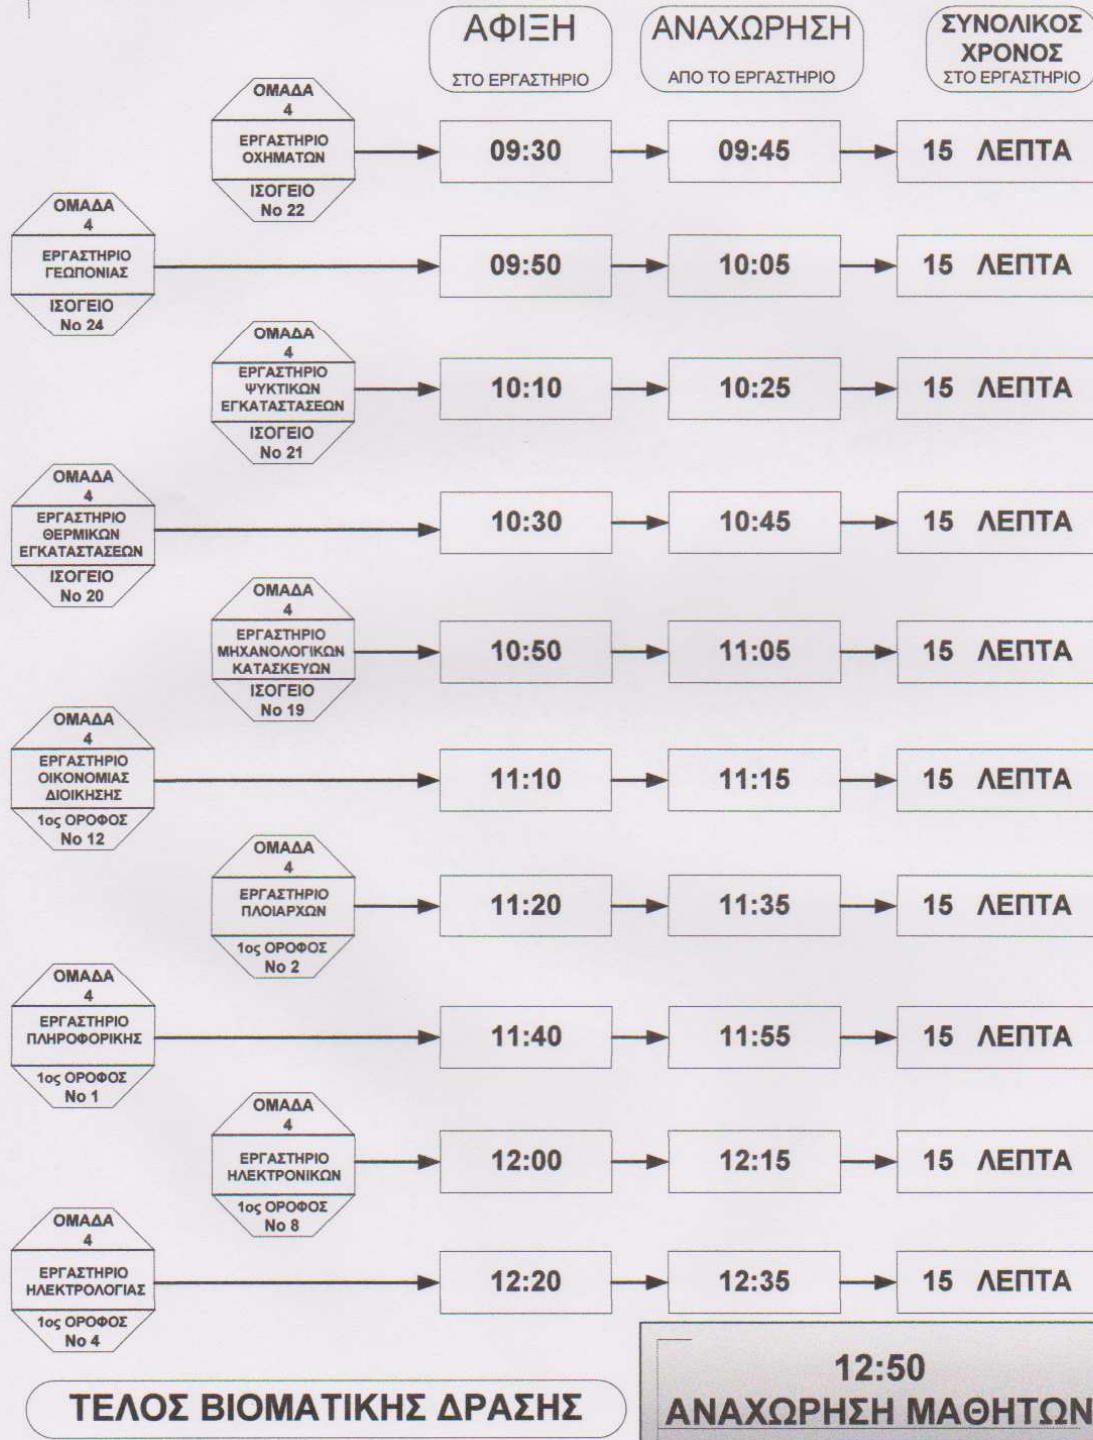 ΑΦΙΞΗ
ΣΤΟ ΕΡΓΑΣΤΗΡΙΟ
ΑΝΑΧΩΡΗΣΗ
ΑΠΟ ΤΟ ΕΡΓΑΣΤΗΡΙΟ
ΣΥΝΟΛΙΚΟΣ
ΧΡΟΝΟΣ
ΣΤΟ ΕΡΓΑΣΤΗΡΙΟ
ΟΜΑΔΑ
4
ΕΡΓΑΣΤΗΡΙΟ
ΟΧΗΜΑΤΩΝ
ΙΣΟΓΕΙΟ
Νο 22
09:30
09:45
15 ΛΕΠΤΑ
ΟΜΑΔΑ
4
ΕΡΓΑΣΤΗΡΙΟ
ΓΕΩΠΟΝΙΑΣ
ΙΣΟΓΕΙΟ
Νο 24
09:50
10:05
15 ΛΕΠΤΑ
ΟΜΑΔΑ
4
ΕΡΓΑΣΤΗΡΙΟ
ΨΥΚΤΙΚΩΝ
ΕΓΚΑΤΑΣΤΑΣΕΩΝ
ΙΣΟΓΕΙΟ
Νο 21
10:10
10:25
15 ΛΕΠΤΑ
ΟΜΑΔΑ
4
ΕΡΓΑΣΤΗΡΙΟ
ΘΕΡΜΙΚΩΝ
ΕΓΚΑΤΑΣΤΑΣΕΩΝ
ΙΣΟΓΕΙΟ
Νο 20
10:30
10:45
15 ΛΕΠΤΑ
ΟΜΑΔΑ
4
ΕΡΓΑΣΤΗΡΙΟ
ΜΗΧΑΝΟΛΟΓΙΚΩΝ
ΚΑΤΑΣΚΕΥΩΝ
ΙΣΟΓΕΙΟ
Νο 19
10:50
11:05
15 ΛΕΠΤΑ
ΟΜΑΔΑ
4
ΕΡΓΑΣΤΗΡΙΟ
ΟΙΚΟΝΟΜΙΑΣ
ΔΙΟΙΚΗΣΗΣ
1ος ΟΡΟΦΟΣ
Νο 12
11:10
11:15
15 ΛΕΠΤΑ
ΟΜΑΔΑ
4
ΕΡΓΑΣΤΗΡΙΟ
ΠΛΟΙΑΡΧΩΝ
1ος ΟΡΟΦΟΣ
Νο 2
11:20
11:35
15 ΛΕΠΤΑ
ΟΜΑΔΑ
4
ΕΡΓΑΣΤΗΡΙΟ
ΠΛΗΡΟΦΟΡΙΚΗΣ
1ος ΟΡΟΦΟΣ
Νο 1
11:40
11:55
15 ΛΕΠΤΑ
ΟΜΑΔΑ
4
ΕΡΓΑΣΤΗΡΙΟ
ΗΛΕΚΤΡΟΝΙΚΩΝ
1ος ΟΡΟΦΟΣ
Νο 8
12:00
12:15
15 ΛΕΠΤΑ
ΟΜΑΔΑ
4
ΕΡΓΑΣΤΗΡΙΟ
ΗΛΕΚΤΡΟΛΟΓΙΑΣ
1ος ΟΡΟΦΟΣ
Νο 4
12:20
12:35
15 ΛΕΠΤΑ
ΤΕΛΟΣ ΒΙΟΜΑΤΙΚΗΣ ΔΡΑΣΗΣ
12:50
ΑΝΑΧΩΡΗΣΗ ΜΑΘΗΤΩΝ